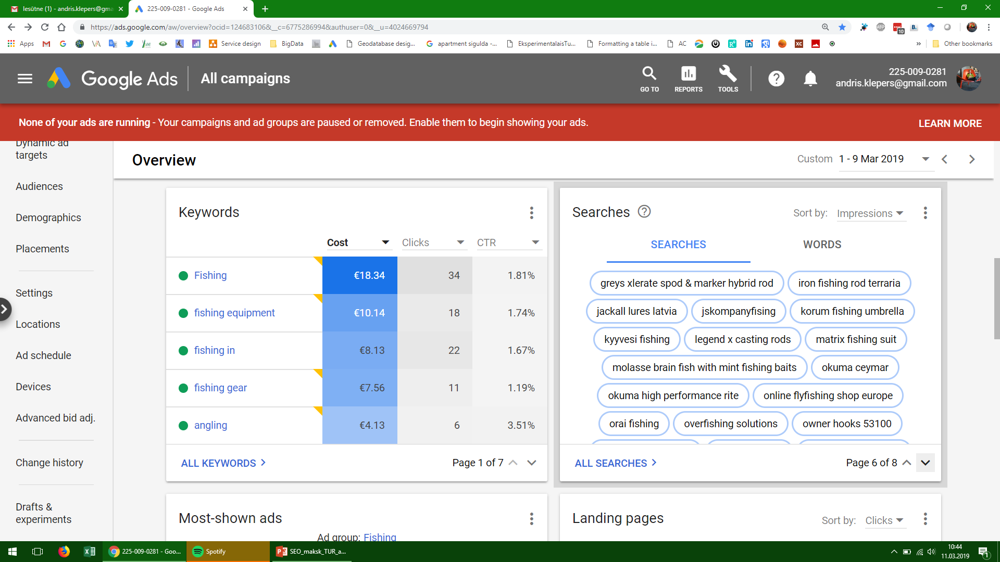 Iesūtne (1) - andris.klepers@gma
225-009-0281 - Google Ads
https://ads.google.com/aw/overview?ocid=124683106&__c=6775286994&authuser=0&__u=4024669794
ABP
10
B.
Apps
Service design
BigData
Geodatabase desig...
apartment sigulda -...
EksperimentalaisTu...
Formatting a table i...
AC
XC
»
Other bookmarks
Google Ads
All campaigns
GO TO
REPORTS
TOOLS
225-009-0281
andris.klepers@gmail.com
None of your ads are running - Your campaigns and ad groups are paused or removed. Enable them to begin showing your ads.
LEARN MORE
Dynamic ad
targets
Audiences
Demographics
Placements
Settings
Locations
Ad schedule
Devices
Advanced bid adj.
Change history
Drafts &
experiments
Overview
Custom 1 - 9 Mar 2019
Keywords
Cost Clicks CTR
Fishing €18.34 34 1.81%
fishing equipment €10.14 18 1.74%
fishing in €8.13 22 1.67%
fishing gear €7.56 11 1.19%
angling €4.13 6 3.51%
ALL KEYWORDS
Page 1 of 7
Searches
Sort by: Impressions
SEARCHES WORDS
greys xlerate spod & marker hybrid rod
iron fishing rod terraria
jackall lures latvia
jskompanyfising
korum fishing umbrella
kyyvesi fishing
legend x casting rods
matrix fishing suit
molasse brain fish with mint fishing baits
okuma ceymar
okuma high performance rite
online flyfishing shop europe
orai fishing
overfishing solutions
owner hooks 53100
ALL SEARCHES
Page 6 of 8
Most-shown ads
Ad group: Fishing
Landing pages
Sort by: Clicks
225-009-0281 - Goo...
Spotify
SEO_maksk_TUR_a...
10:44
11.03.2019
1